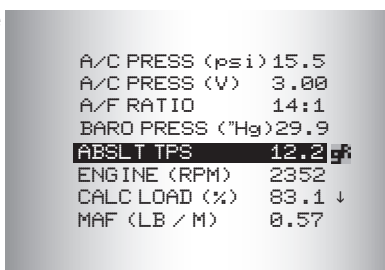 A/C PRESS (psi) 15.5
A/C PRESS (V) 3.00
A/F RATIO 14:1
BARO PRESS ("Hg) 29.9
ABSLT TPS 12.2
ENGINE (RPM) 2352
CALC LOAD (%) 83.1 ↓
MAF (LB / M) 0.57